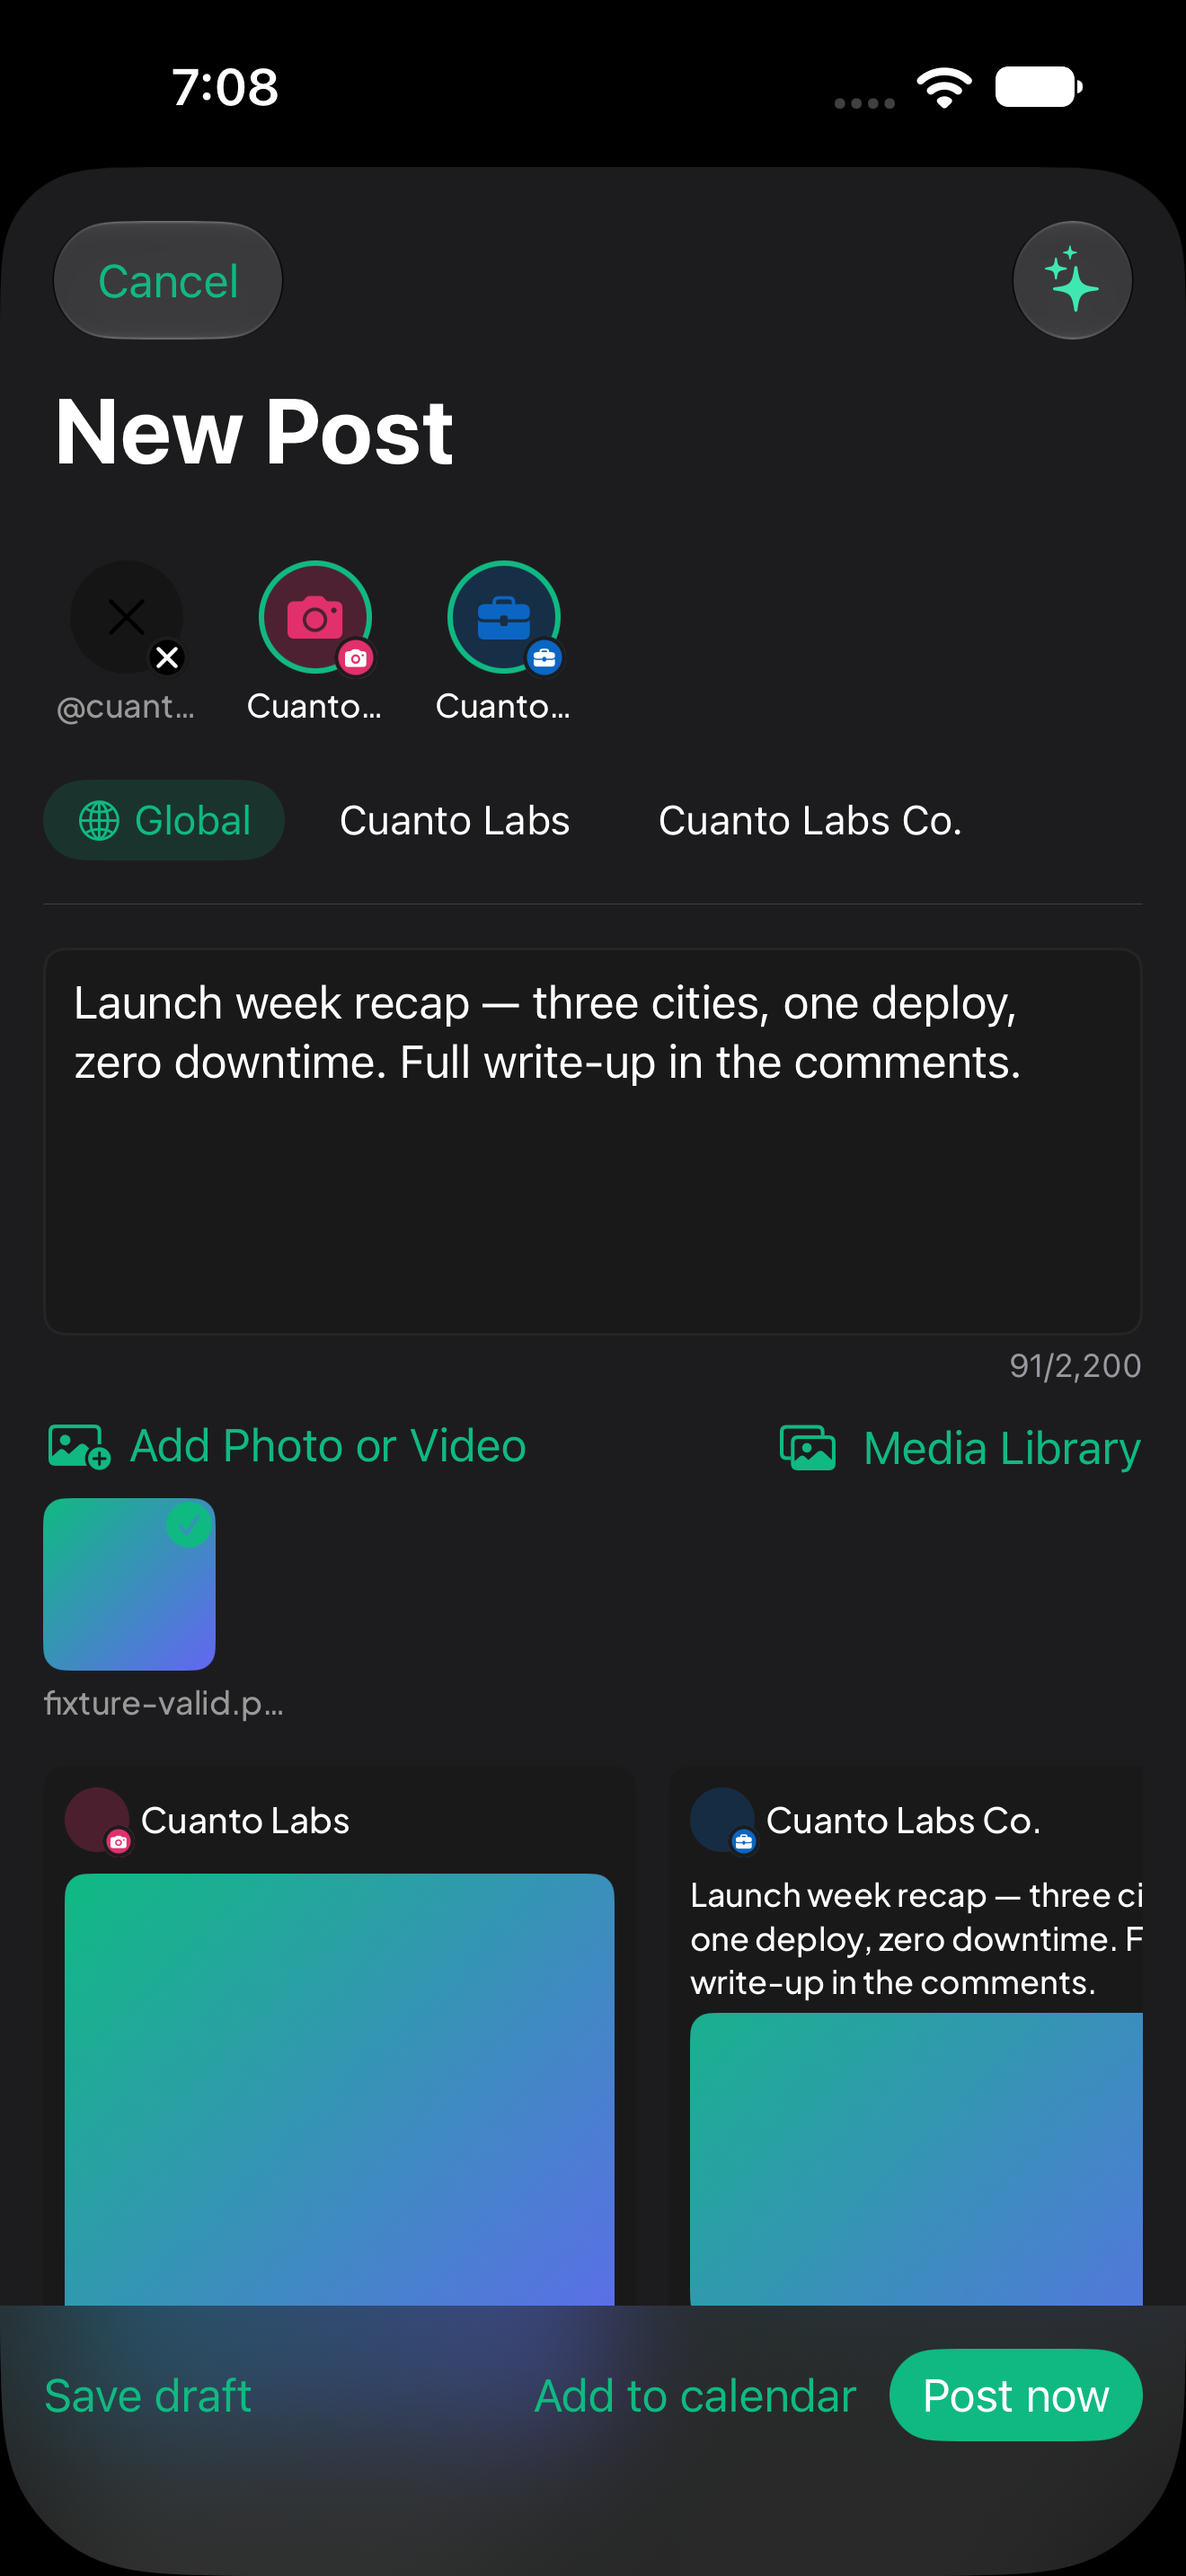 7:08
Cancel
New Post
@cuant...
Cuanto...
Cuanto...
Global
Cuanto Labs
Cuanto Labs Co.
Launch week recap — three cities, one deploy,
zero downtime. Full write-up in the comments.
91/2,200
Add Photo or Video
Media Library
fixture-valid.p...
Cuanto Labs
Cuanto Labs Co.
Launch week recap — three ci
one deploy, zero downtime. F
write-up in the comments.
Save draft
Add to calendar
Post now